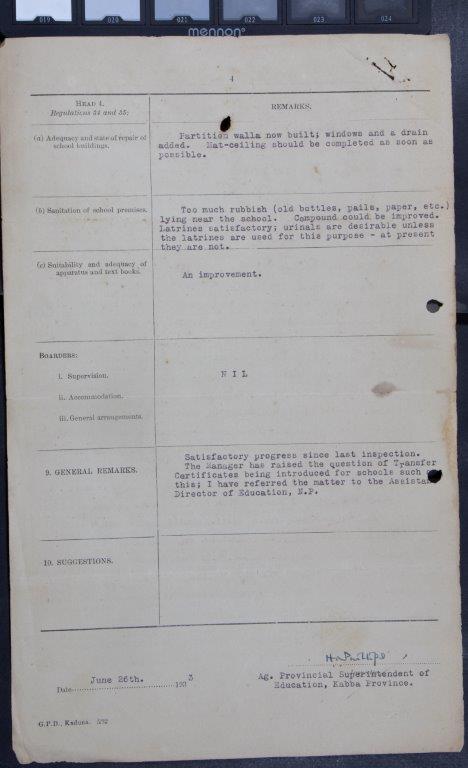 019 020 021 022 023 024
mennon
4
HEAD 4.
Regulations 54 and 55:
REMARKS.
(a) Adequacy and state of repair of
school buildings.
Partition walls now built; windows and a drain
added. Mat-ceiling should be completed as soon as
possible.
(b) Sanitation of school premises.
Too much rubbish (old bottles, pails, paper, etc.)
lying near the school. Compound could be improved.
Latrines satisfactory; urinals are desirable unless
the latrines are used for this purpose - at present
they are not.
(c) Suitability and adequacy of
apparatus and text books.
An improvement.
BOARDERS:
i. Supervision.
N I L
ii. Accommodation.
iii. General arrangements.
9. GENERAL REMARKS.
Satisfactory progress since last inspection.
The Manager has raised the question of Transfer
Certificates being introduced for schools such
this; I have referred the matter to the Assistant
Director of Education, N.P.
10. SUGGESTIONS.
June 26th. 3
Date 193
Ag. Provincial Superintendent of
Education, Kabba Province.
G.P.D., Kaduna.